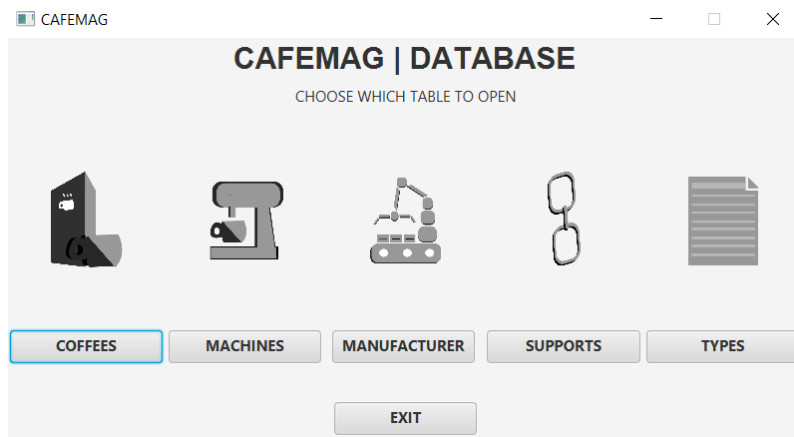 CAFEMAG
CAFEMAG | DATABASE
CHOOSE WHICH TABLE TO OPEN
COFFEES MACHINES MANUFACTURER SUPPORTS TYPES
EXIT